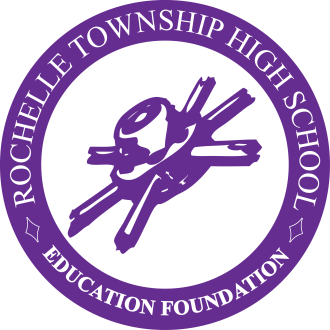 ROCHELLE TOWNSHIP HIGH SCHOOL
EDUCATION FOUNDATION